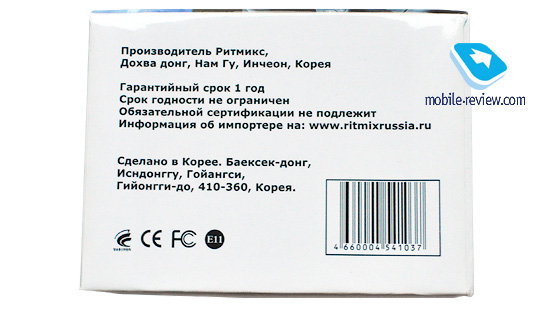 Производитель Ритмикс,
Дохва донг, Нам Гу, Инчеон, Корея
Гарантийный срок 1 год
Срок годности не ограничен
Обязательной сертификации не подлежит
Информация об импортере на: www.ritmixrussia.ru
mobile-review.com
Сделано в Корее. Баексек-донг,
Исндонггу, Гойангси,
Гийонгги-до, 410-360, Корея.
CE FC E11
4 660004 541037